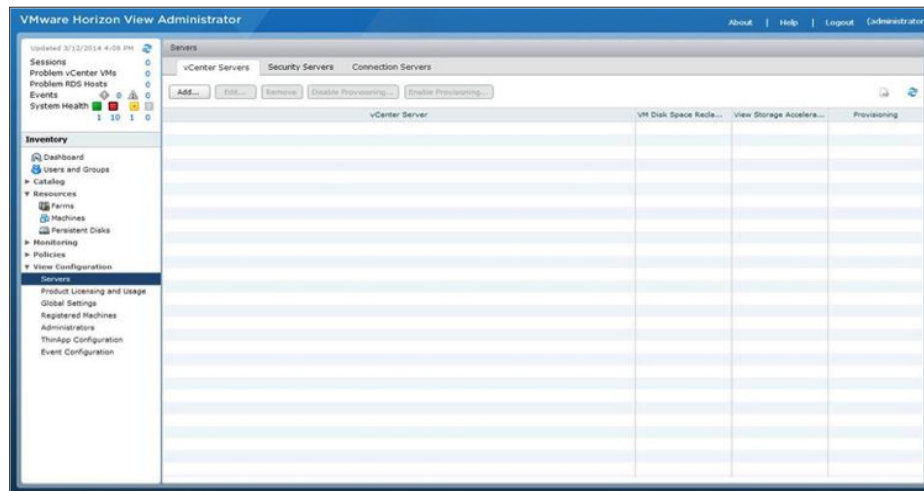 VMware Horizon View Administrator
About | Help | Logout (administrator
Updated 3/12/2014 4:08 PM
Sessions 0
Problem vCenter VMs 0
Problem RDS Hosts 0
Events 0 0
System Health
1 10 1 0
Inventory
Dashboard
Users and Groups
Catalog
Resources
Farms
Machines
Persistent Disks
Monitoring
Policies
View Configuration
Servers
Product Licensing and Usage
Global Settings
Registered Machines
Administrators
ThinApp Configuration
Event Configuration
Servers
vCenter Servers Security Servers Connection Servers
Add... Edit... Remove Disable Provisioning... Enable Provisioning...
vCenter Server VM Disk Space Recla... View Storage Accelera... Provisioning